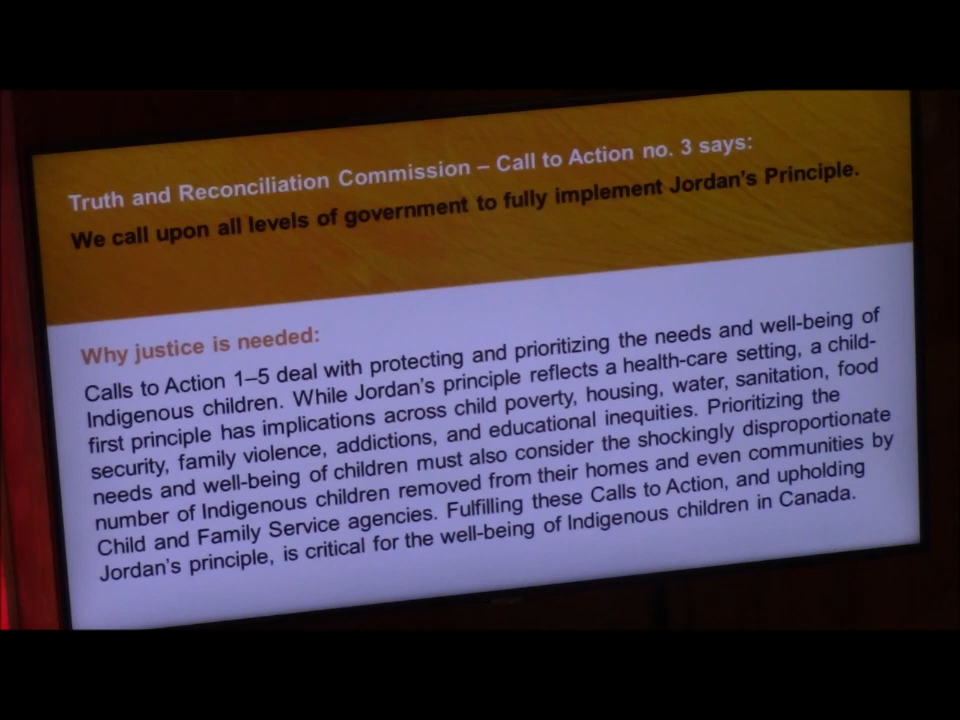 Truth and Reconciliation Commission – Call to Action no. 3 says:
We call upon all levels of government to fully implement Jordan's Principle.
Why justice is needed:
Calls to Action 1–5 deal with protecting and prioritizing the needs and well-being of
Indigenous children. While Jordan's principle reflects a health-care setting, a child-
first principle has implications across child poverty, housing, water, sanitation, food
security, family violence, addictions, and educational inequities. Prioritizing the
needs and well-being of children must also consider the shockingly disproportionate
number of Indigenous children removed from their homes and even communities by
Child and Family Service agencies. Fulfilling these Calls to Action, and upholding
Jordan's principle, is critical for the well-being of Indigenous children in Canada.